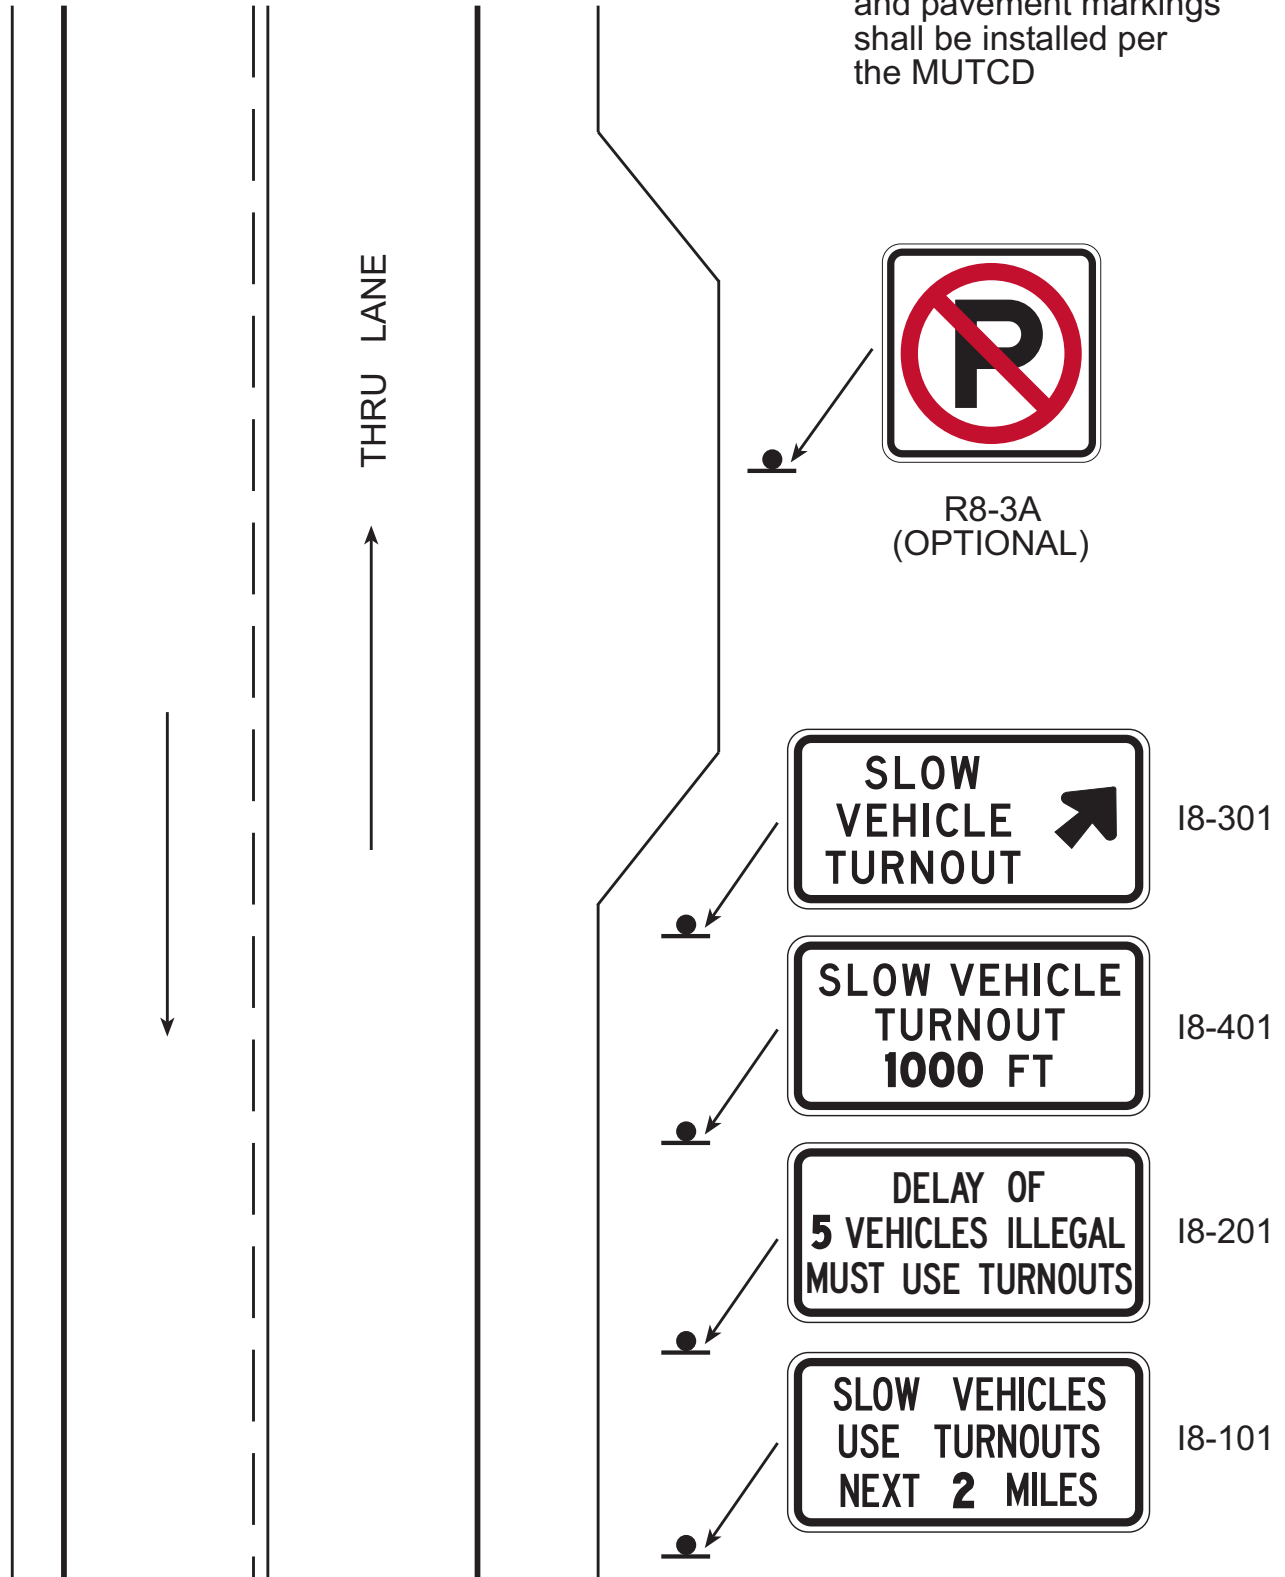 and pavement markings
shall be installed per
the MUTCD
THRU LANE
P
R8-3A
(OPTIONAL)
SLOW
VEHICLE
TURNOUT
I8-301
SLOW VEHICLE
TURNOUT
1000 FT
I8-401
DELAY OF
5 VEHICLES ILLEGAL
MUST USE TURNOUTS
I8-201
SLOW VEHICLES
USE TURNOUTS
NEXT 2 MILES
I8-101